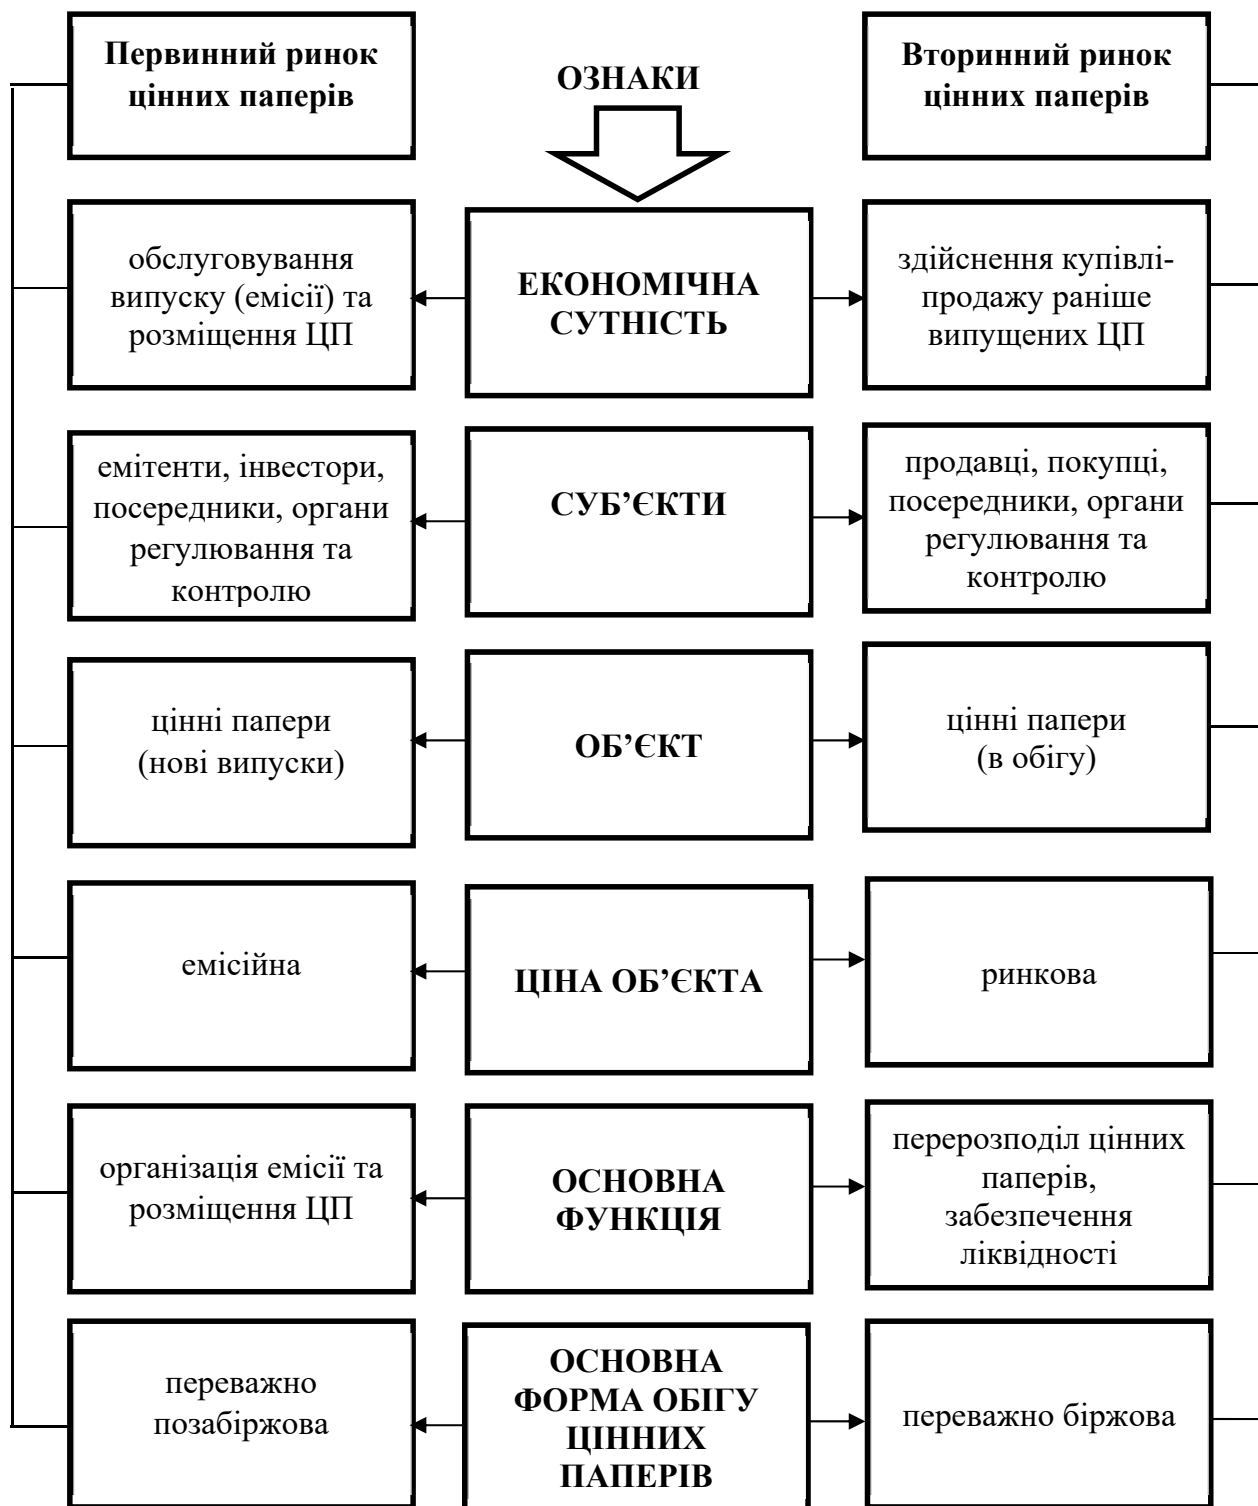 Первинний ринок
цінних паперів
ОЗНАКИ
Вторинний ринок
цінних паперів
обслуговування
випуску (емісії) та
розміщення ЦП
ЕКОНОМІЧНА
СУТНІСТЬ
здійснення купівлі-
продажу раніше
випущених ЦП
емітенти, інвестори,
посередники, органи
регулювання та
контролю
СУБ’ЄКТИ
продавці, покупці,
посередники, органи
регулювання та
контролю
цінні папери
(нові випуски)
ОБ’ЄКТ
цінні папери
(в обігу)
емісійна
ЦІНА ОБ’ЄКТА
ринкова
організація емісії та
розміщення ЦП
ОСНОВНА
ФУНКЦІЯ
перерозподіл цінних
паперів,
забезпечення
ліквідності
переважно
позабіржова
ОСНОВНА
ФОРМА ОБІГУ
ЦІННИХ
ПАПЕРІВ
переважно біржова